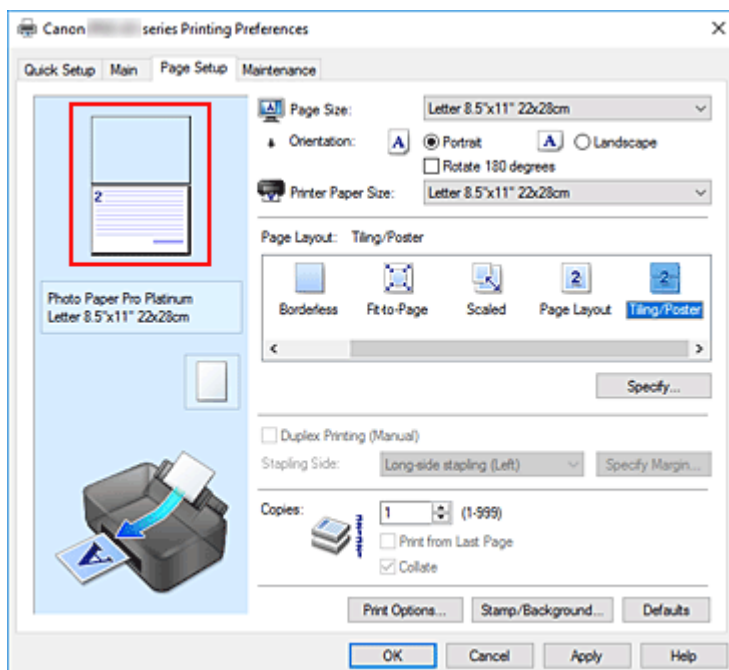 Canon series Printing Preferences
Quick Setup Main Page Setup Maintenance
2
Photo Paper Pro Platinum
Letter 8.5"x11" 22x28cm
A
Page Size: Letter 8.5"x11" 22x28cm
Orientation: A Portrait A Landscape
Rotate 180 degrees
Printer Paper Size: Letter 8.5"x11" 22x28cm
Page Layout: Tiling/Poster
2 2
Borderless Fit-to-Page Scaled Page Layout Tiling/Poster
Specify...
Duplex Printing (Manual)
Stapling Side: Long-side stapling (Left) Specify Margin...
Copies: 1 (1-999)
Print from Last Page
Collate
Print Options... Stamp/Background... Defaults
OK Cancel Apply Help